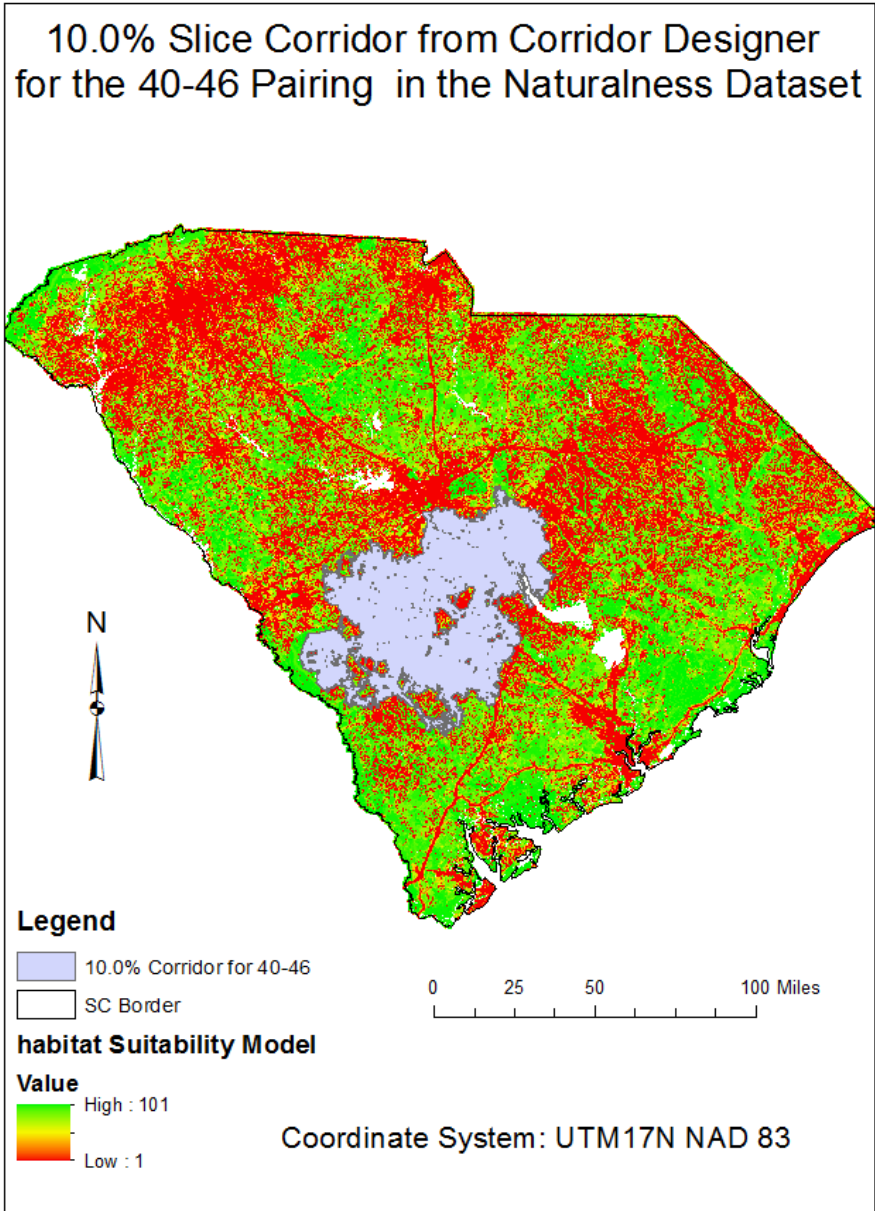 10.0% Slice Corridor from Corridor Designer
for the 40-46 Pairing in the Naturalness Dataset
N
Legend
10.0% Corridor for 40-46
SC Border
0 25 50 100 Miles
habitat Suitability Model
Value
High : 101
Low : 1
Coordinate System: UTM17N NAD 83